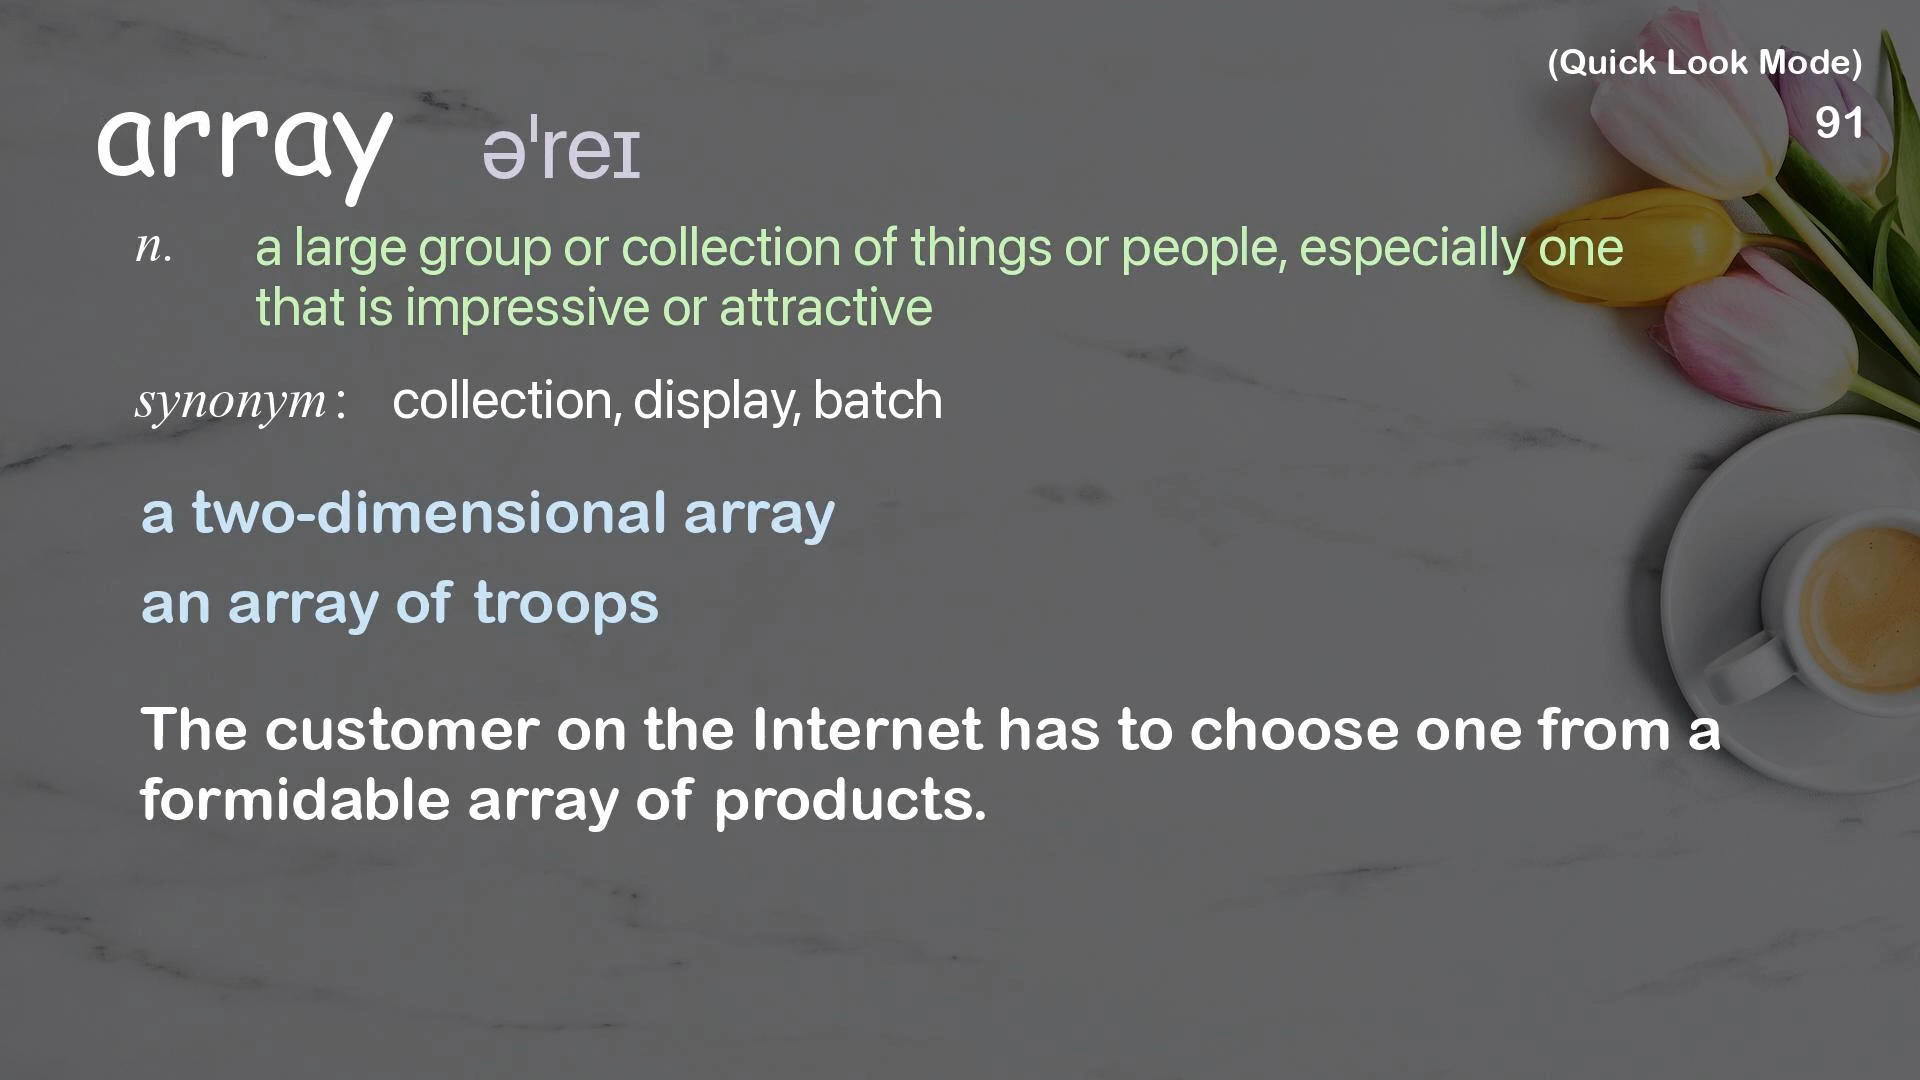 (Quick Look Mode)
91
array əˈreɪ
n. a large group or collection of things or people, especially one
that is impressive or attractive
synonym: collection, display, batch
a two-dimensional array
an array of troops
The customer on the Internet has to choose one from a
formidable array of products.